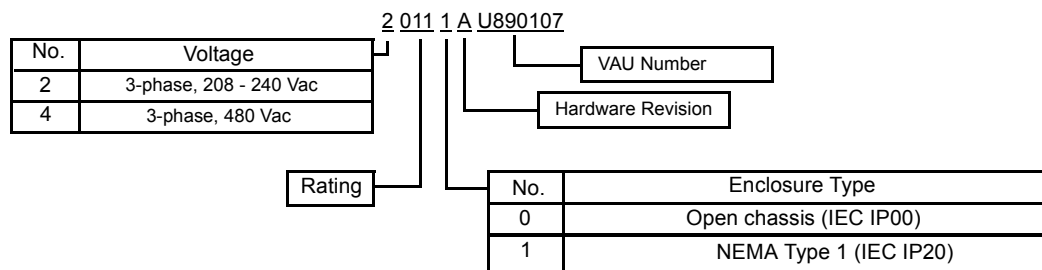 2 011 1 A U890107
No. Voltage
2 3-phase, 208 - 240 Vac
4 3-phase, 480 Vac
VAU Number
Hardware Revision
Rating
No. Enclosure Type
0 Open chassis (IEC IP00)
1 NEMA Type 1 (IEC IP20)